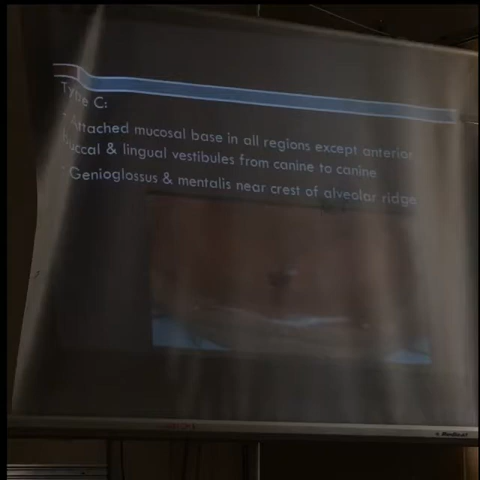 Type C:
Attached mucosal base in all regions except anterior
buccal & lingual vestibules from canine to canine
Genioglossus & mentalis near crest of alveolar ridge